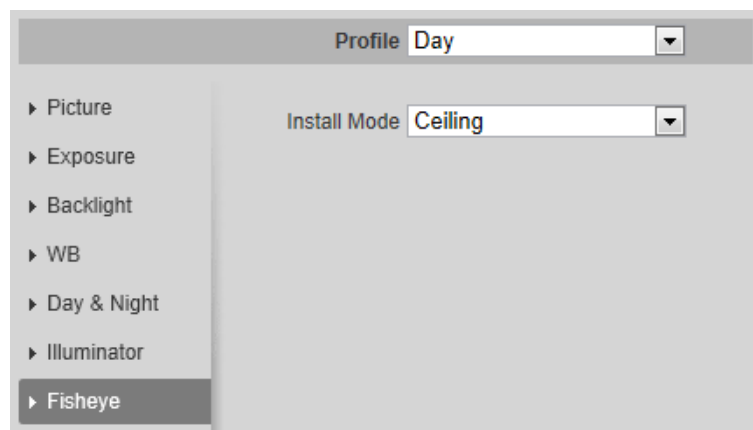 Profile Day
Picture
Install Mode Ceiling
Exposure
Backlight
WB
Day & Night
Illuminator
Fisheye